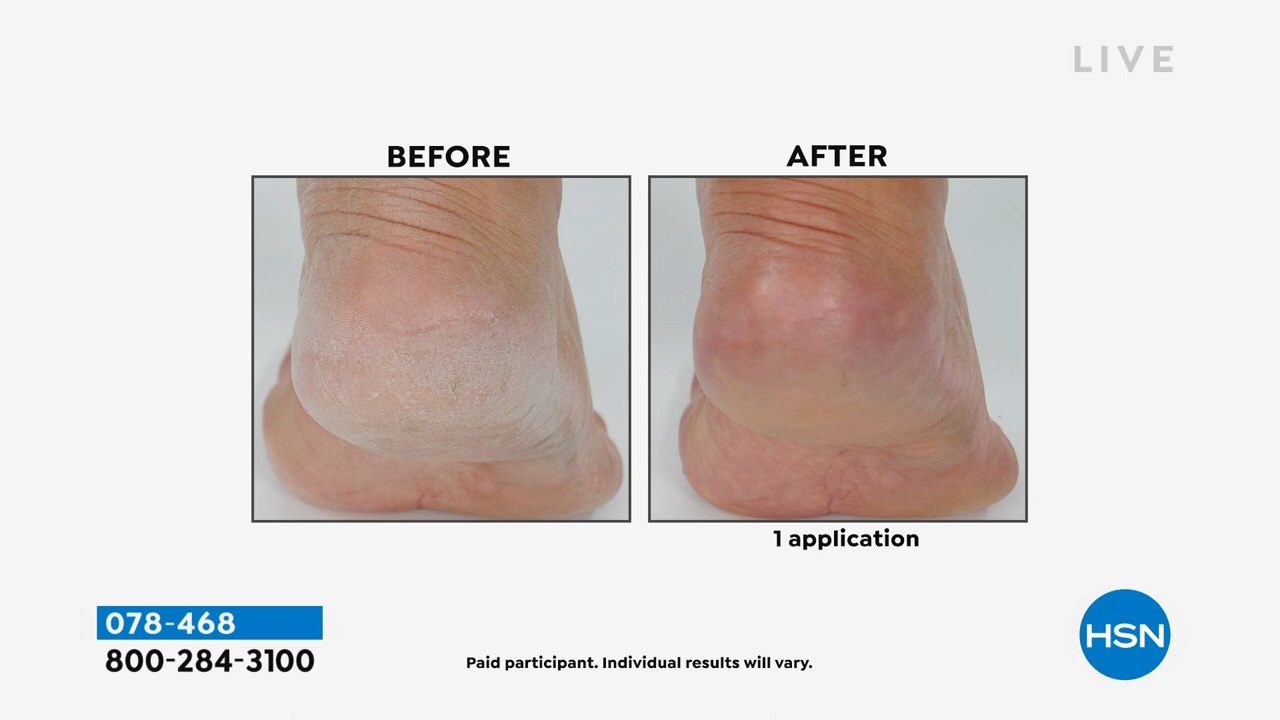 LIVE
BEFORE
AFTER
1 application
078-468
800-284-3100
Paid participant. Individual results will vary.
HSN